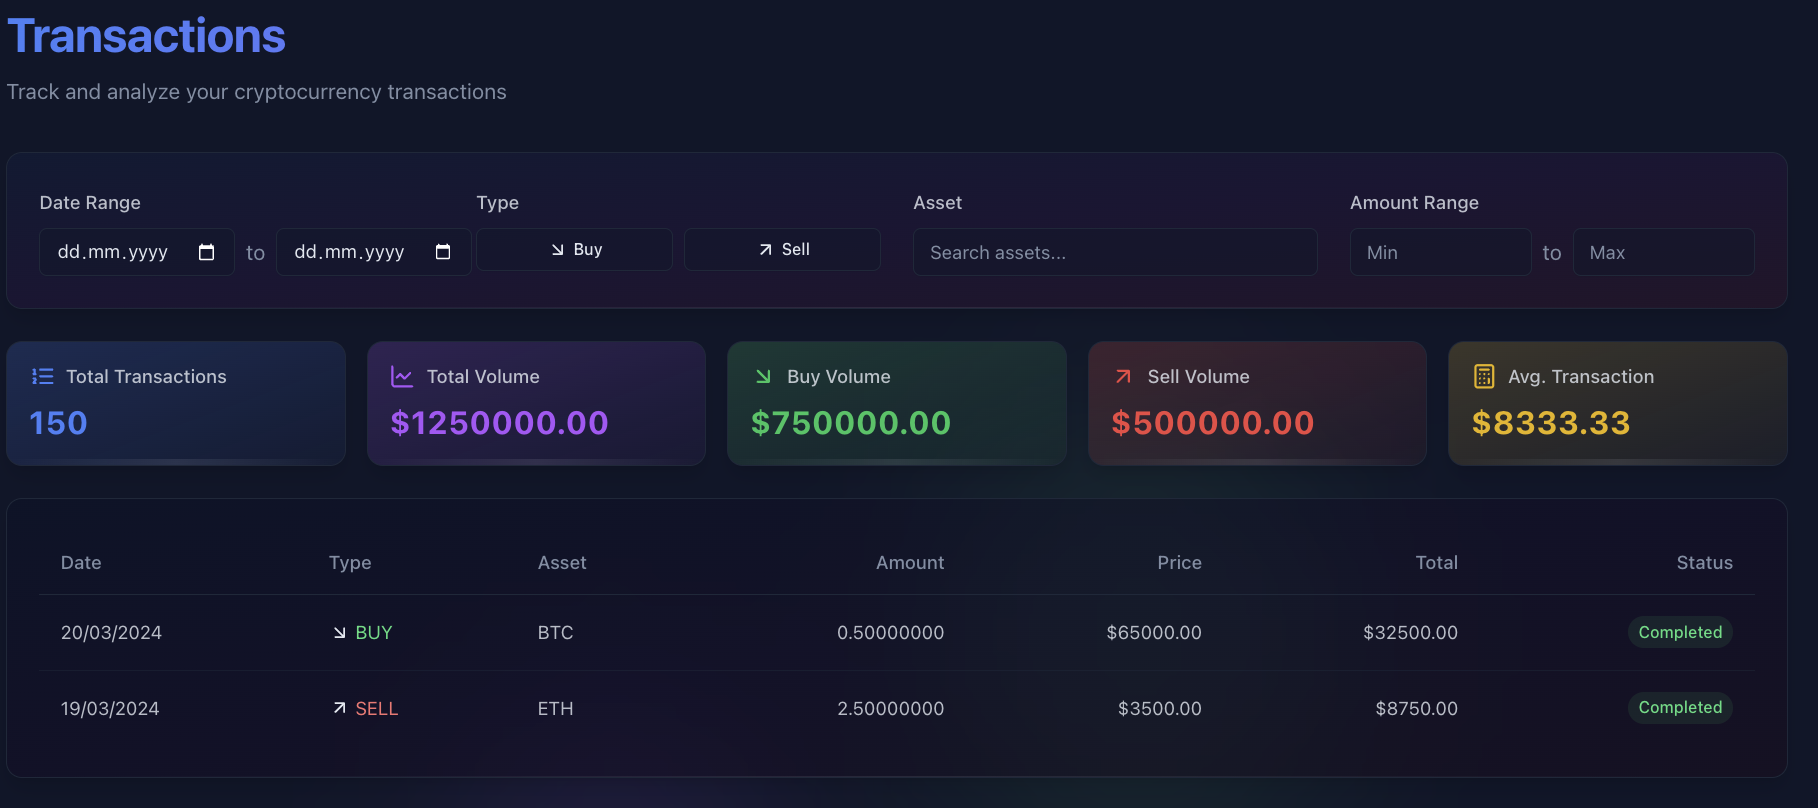 Transactions
Track and analyze your cryptocurrency transactions
Date Range Type Asset Amount Range
dd.mm.yyyy to dd.mm.yyyy Buy Sell Search assets... Min to Max
Total Transactions Total Volume Buy Volume Sell Volume Avg. Transaction
150 $1250000.00 $750000.00 $500000.00 $8333.33
Date Type Asset Amount Price Total Status
20/03/2024 BUY BTC 0.50000000 $65000.00 $32500.00 Completed
19/03/2024 SELL ETH 2.50000000 $3500.00 $8750.00 Completed